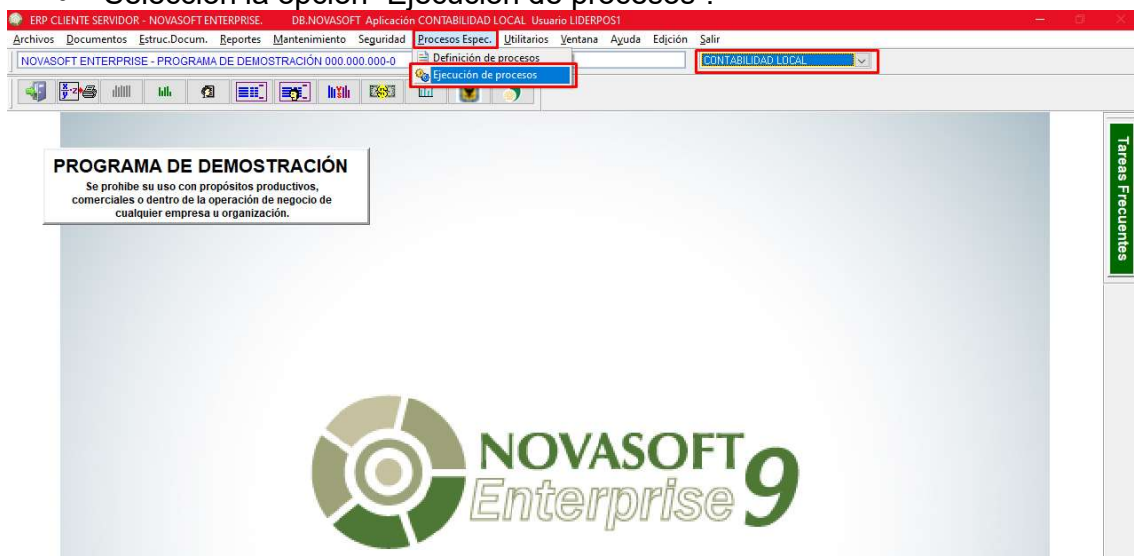 • Selección la opción "Ejecución de procesos".
ERP CLIENTE SERVIDOR - NOVASOFT ENTERPRISE. DB.NOVASOFT Aplicación CONTABILIDAD LOCAL Usuario LIDERPOS1
Archivos Documentos Estruc.Docum. Reportes Mantenimiento Seguridad Procesos Espec. Utilitarios Ventana Ayuda Edición Salir
NOVASOFT ENTERPRISE - PROGRAMA DE DEMOSTRACIÓN 000.000.000-0
CONTABILIDAD LOCAL
Definición de procesos
Ejecución de procesos
PROGRAMA DE DEMOSTRACIÓN
Se prohibe su uso con propósitos productivos,
comerciales o dentro de la operación de negocio de
cualquier empresa u organización.
Tareas Frecuentes
NOVASOFT
Enterprise 9